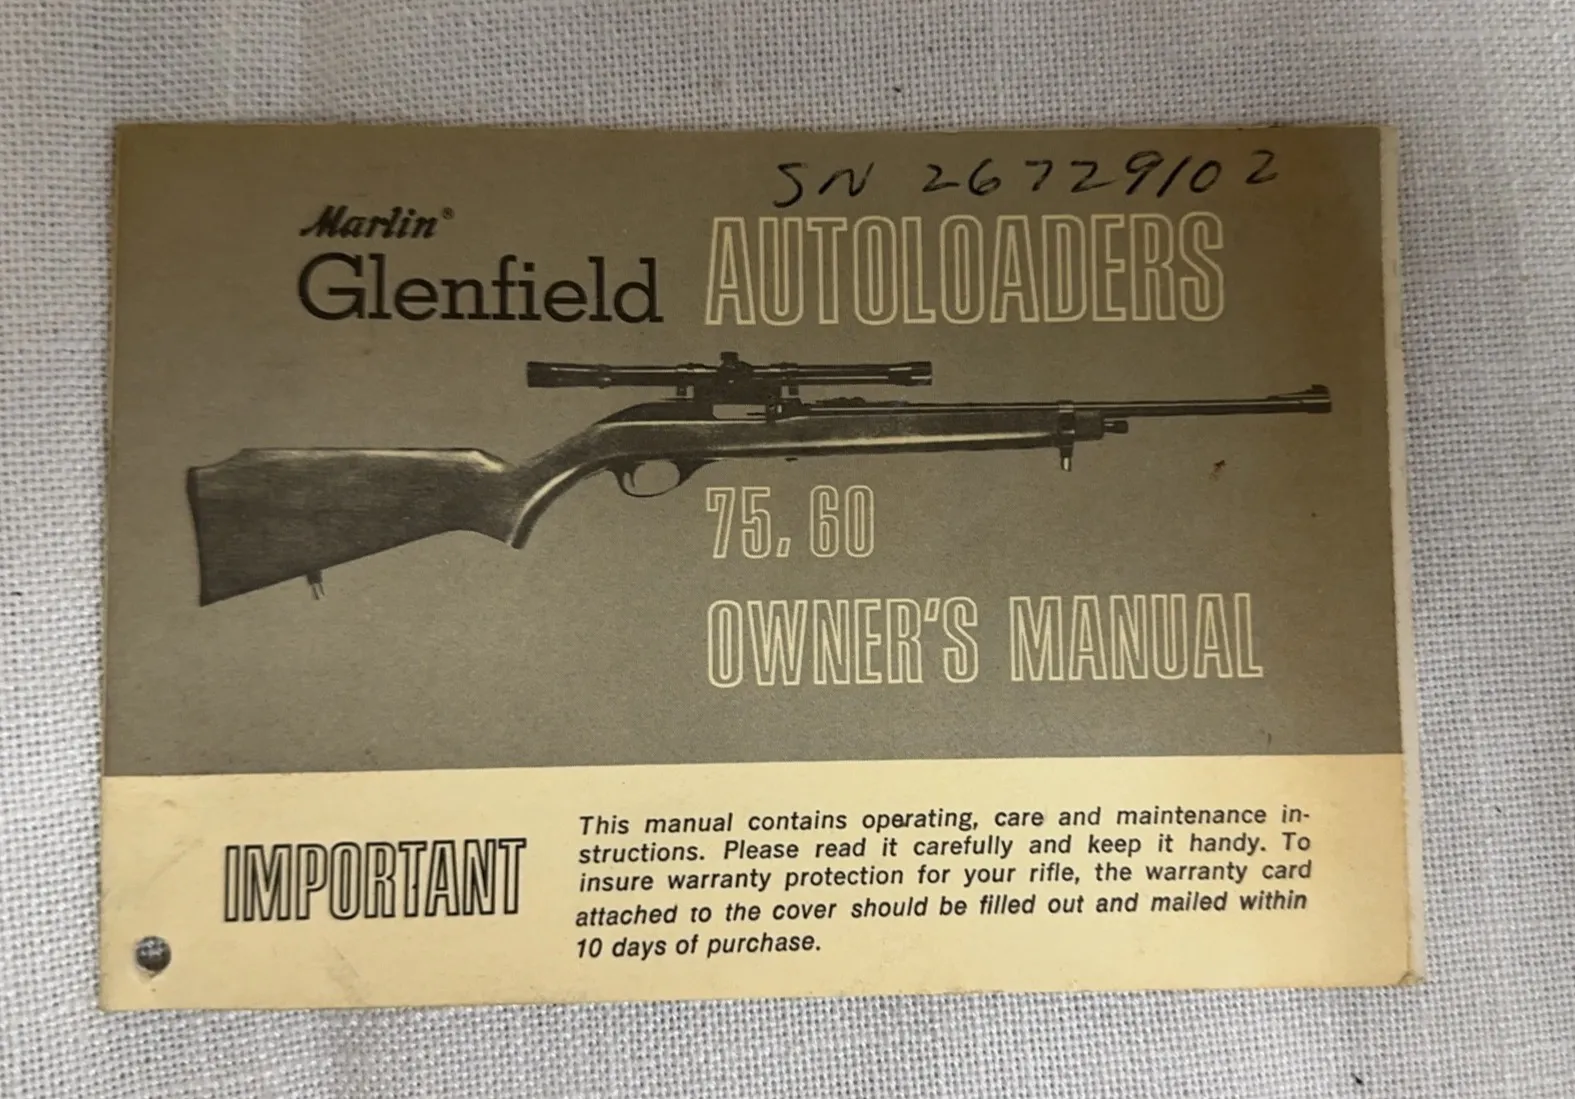 SN 26729102
Marlin®
Glenfield AUTOLOADERS
75, 60
OWNER'S MANUAL
IMPORTANT
This manual contains operating, care and maintenance in-
structions. Please read it carefully and keep it handy. To
insure warranty protection for your rifle, the warranty card
attached to the cover should be filled out and mailed within
10 days of purchase.